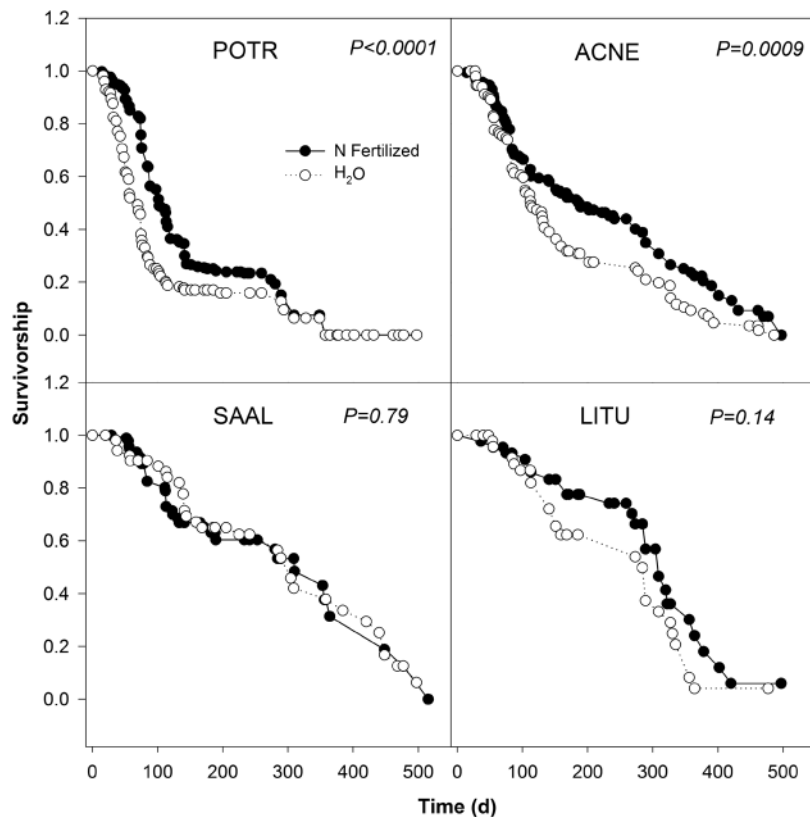 1.2
1.0
0.8
0.6
0.4
0.2
0.0
POTR
P<0.0001
N Fertilized
H₂O
ACNE
P=0.0009
Survivorship
1.2
1.0
0.8
0.6
0.4
0.2
0.0
SAAL
P=0.79
LITU
P=0.14
0 100 200 300 400 500
0 100 200 300 400 500
Time (d)